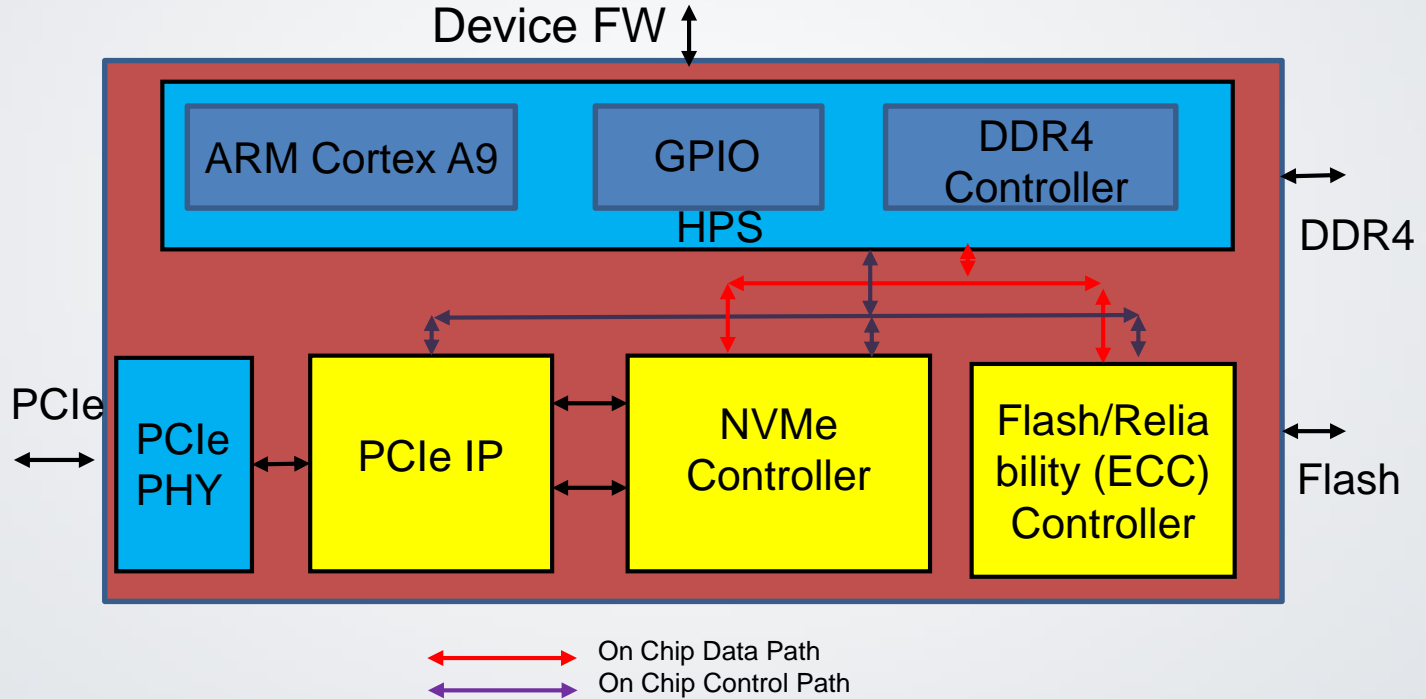 Device FW
ARM Cortex A9
GPIO
DDR4
Controller
HPS
DDR4
PCIe
PCIe
PHY
PCIe IP
NVMe
Controller
Flash/Relia
bility (ECC)
Controller
Flash
On Chip Data Path
On Chip Control Path